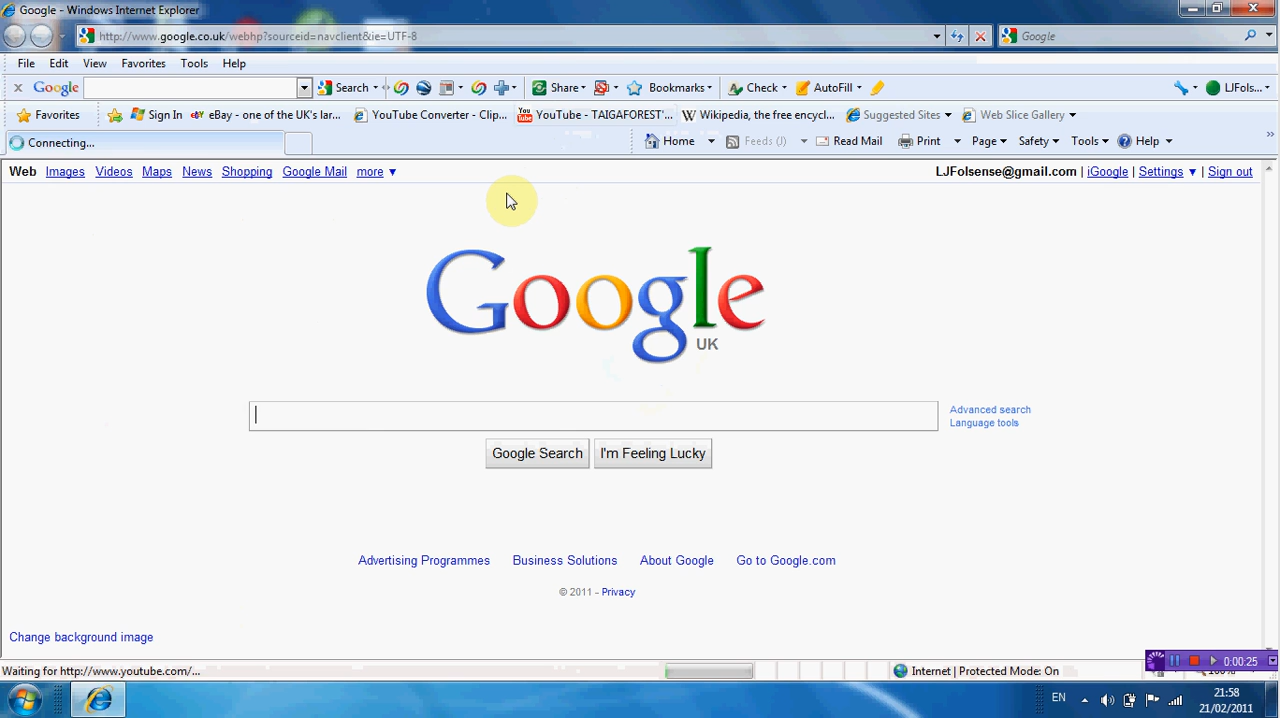 Google - Windows Internet Explorer
http://www.google.co.uk/webhp?sourceid=navclient&ie=UTF-8
Google
File Edit View Favorites Tools Help
Google Search Share Bookmarks Check AutoFill LJFols...
Favorites Sign In eBay - one of the UK's lar... YouTube Converter - Clip... YouTube - TAIGAFOREST'... Wikipedia, the free encycl... Suggested Sites Web Slice Gallery
Connecting... Home Feeds (J) Read Mail Print Page Safety Tools Help
Web Images Videos Maps News Shopping Google Mail more LJFolsense@gmail.com | iGoogle | Settings | Sign out
Google
UK
Advanced search
Language tools
Google Search I'm Feeling Lucky
Advertising Programmes Business Solutions About Google Go to Google.com
© 2011 - Privacy
Change background image
Waiting for http://www.youtube.com/... Internet | Protected Mode: On
0:00:25
EN 21:58
21/02/2011